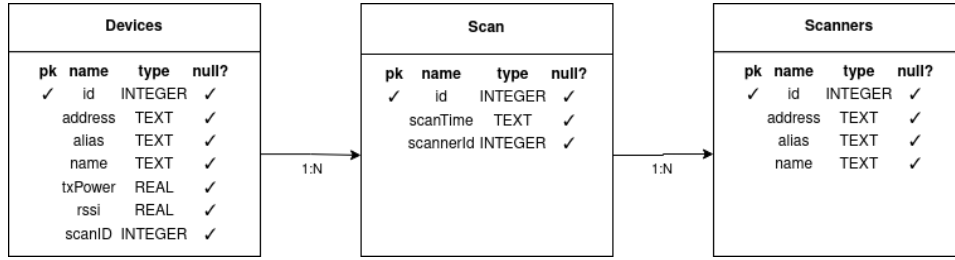 Devices
pk name type null?
✓ id INTEGER ✓
address TEXT ✓
alias TEXT ✓
name TEXT ✓
txPower REAL ✓
rssi REAL ✓
scanID INTEGER ✓
1:N
Scan
pk name type null?
✓ id INTEGER ✓
scanTime TEXT ✓
scannerId INTEGER ✓
1:N
Scanners
pk name type null?
✓ id INTEGER ✓
address TEXT ✓
alias TEXT ✓
name TEXT ✓